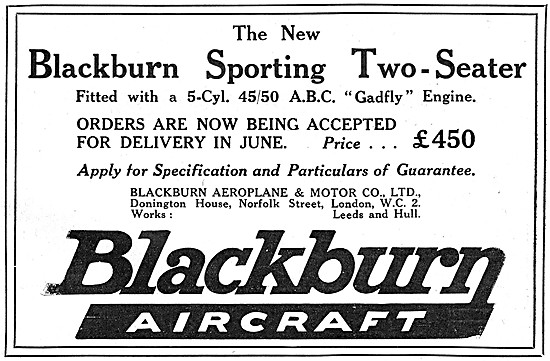 The New
Blackburn Sporting Two-Seater
Fitted with a 5-Cyl. 45/50 A.B.C. "Gadfly" Engine.
ORDERS ARE NOW BEING ACCEPTED
FOR DELIVERY IN JUNE. Price . . . £450
Apply for Specification and Particulars of Guarantee.
BLACKBURN AEROPLANE & MOTOR CO., LTD.,
Donington House, Norfolk Street, London, W.C. 2.
Works : Leeds and Hull.
Blackburn
AIRCRAFT